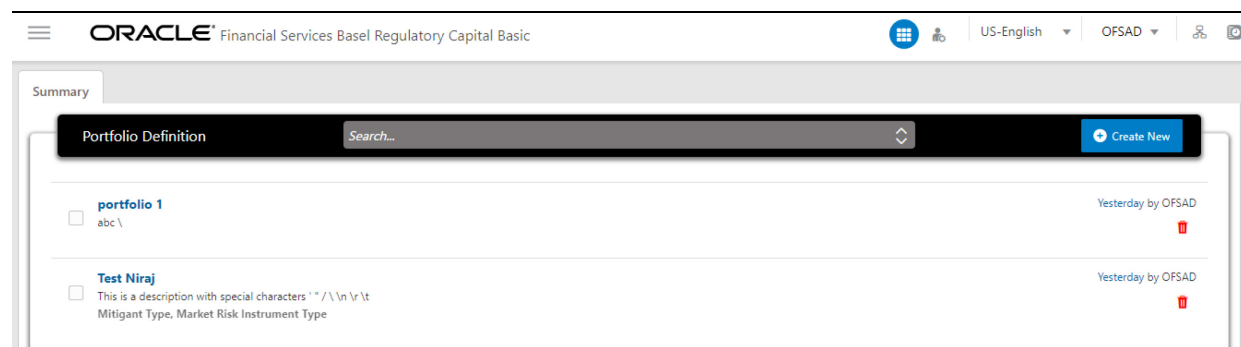 ORACLE® Financial Services Basel Regulatory Capital Basic
US-English
OFSAD
Summary
Portfolio Definition
Search...
Create New
portfolio 1
Yesterday by OFSAD
abc \
Test Niraj
Yesterday by OFSAD
This is a description with special characters ' " / \ \n \r \t
Mitigant Type, Market Risk Instrument Type